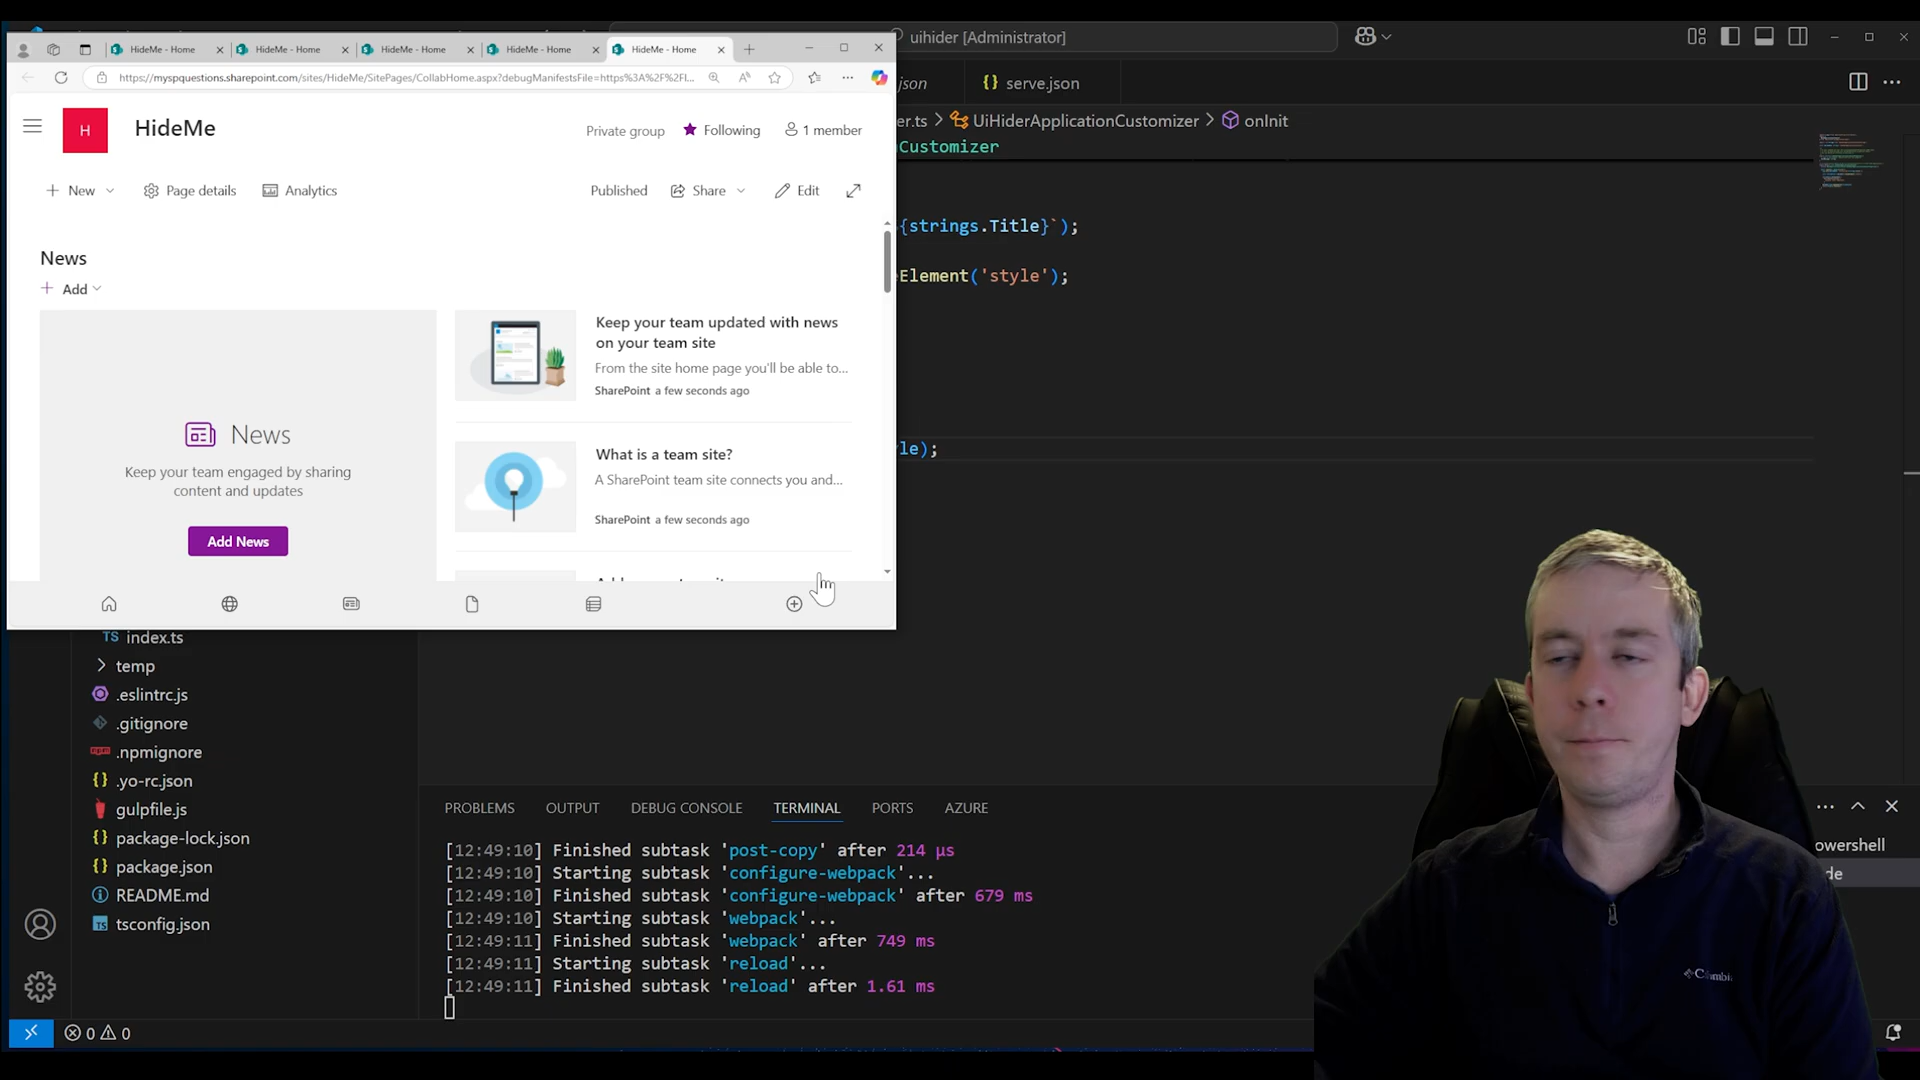 uihider [Administrator]
HideMe - Home
HideMe - Home
HideMe - Home
HideMe - Home
HideMe - Home
https://myspquestions.sharepoint.com/sites/HideMe/SitePages/CollabHome.aspx?debugManifestsFile=https%3A%2F%2Fl...
json
{} serve.json
er.ts > UiHiderApplicationCustomizer > onInit
Customizer
{strings.Title}`);
Element('style');
le);
H
HideMe
Private group
Following
1 member
New
Page details
Analytics
Published
Share
Edit
News
Add
News
Keep your team engaged by sharing
content and updates
Add News
Keep your team updated with news
on your team site
From the site home page you'll be able to...
SharePoint a few seconds ago
What is a team site?
A SharePoint team site connects you and...
SharePoint a few seconds ago
TS index.ts
temp
.eslintrc.js
.gitignore
.npmignore
{} .yo-rc.json
gulpfile.js
{} package-lock.json
{} package.json
README.md
TS tsconfig.json
PROBLEMS
OUTPUT
DEBUG CONSOLE
TERMINAL
PORTS
AZURE
[12:49:10] Finished subtask 'post-copy' after 214 μs
[12:49:10] Starting subtask 'configure-webpack'...
[12:49:10] Finished subtask 'configure-webpack' after 679 ms
[12:49:10] Starting subtask 'webpack'...
[12:49:11] Finished subtask 'webpack' after 749 ms
[12:49:11] Starting subtask 'reload'...
[12:49:11] Finished subtask 'reload' after 1.61 ms
owershell
de
0 0
Columbia